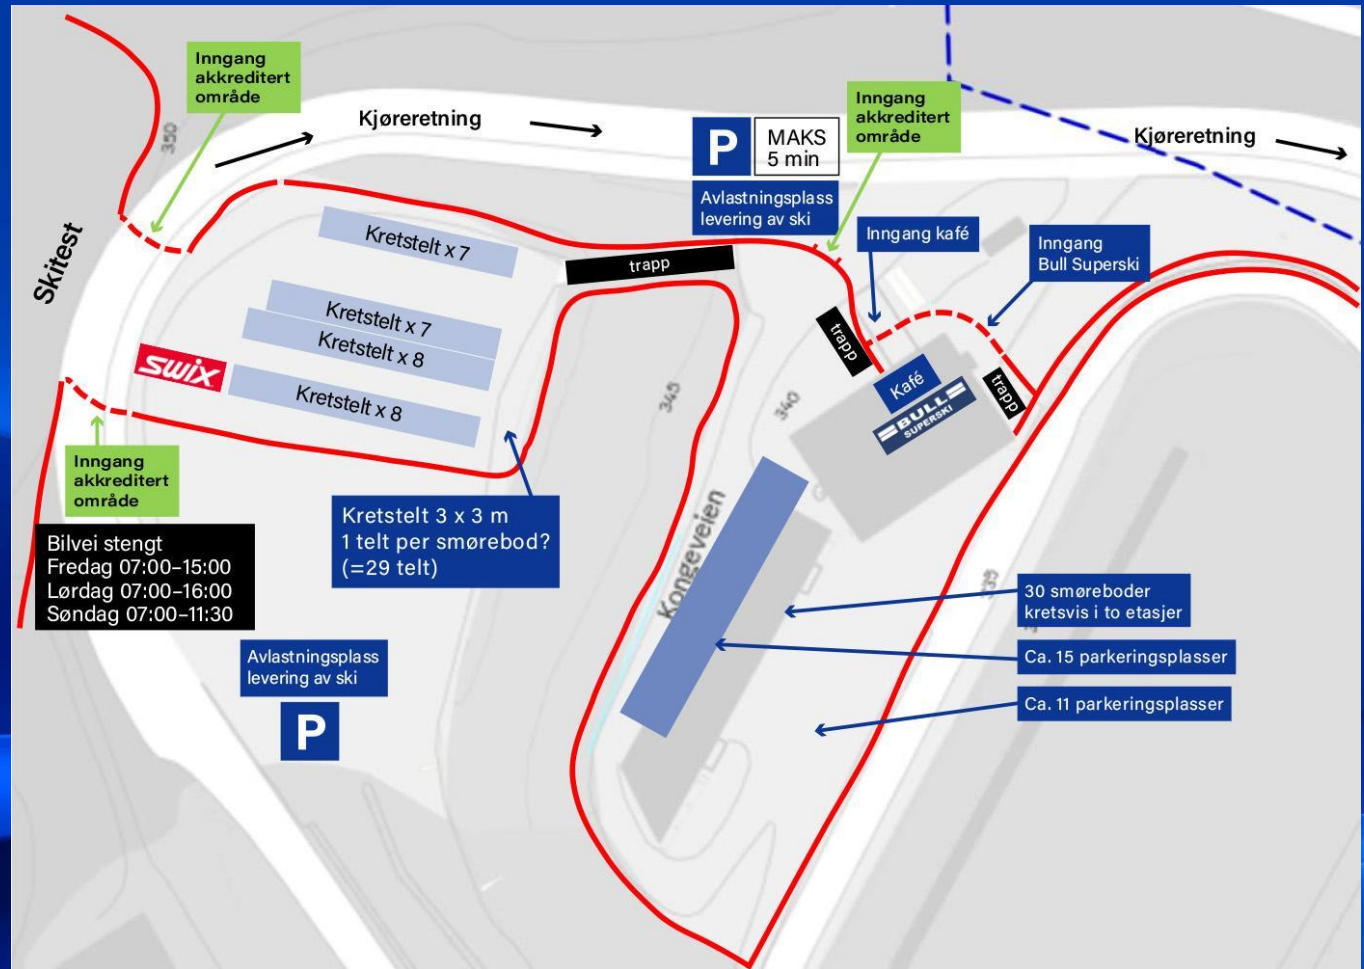 Inngang
akkreditert
område
350
Kjøreretning
P
MAKS
5 min
Avlastningsplass
levering av ski
Inngang
akkreditert
område
Kjøreretning
Inngang kafé
Inngang
Bull Superski
Skitest
Kretstelt x 7
trapp
Kretstelt x 7
Kretstelt x 8
SWIX
Kretstelt x 8
trapp
Kafé
BULL
SUPERSKI
trapp
345
340
Inngang
akkreditert
område
Kretstelt 3 x 3 m
1 telt per smørebod?
(=29 telt)
Bilvei stengt
Fredag 07:00–15:00
Lørdag 07:00–16:00
Søndag 07:00–11:30
Kongeveien
335
30 smøreboder
kretsvis i to etasjer
Ca. 15 parkeringsplasser
Ca. 11 parkeringsplasser
Avlastningsplass
levering av ski
P